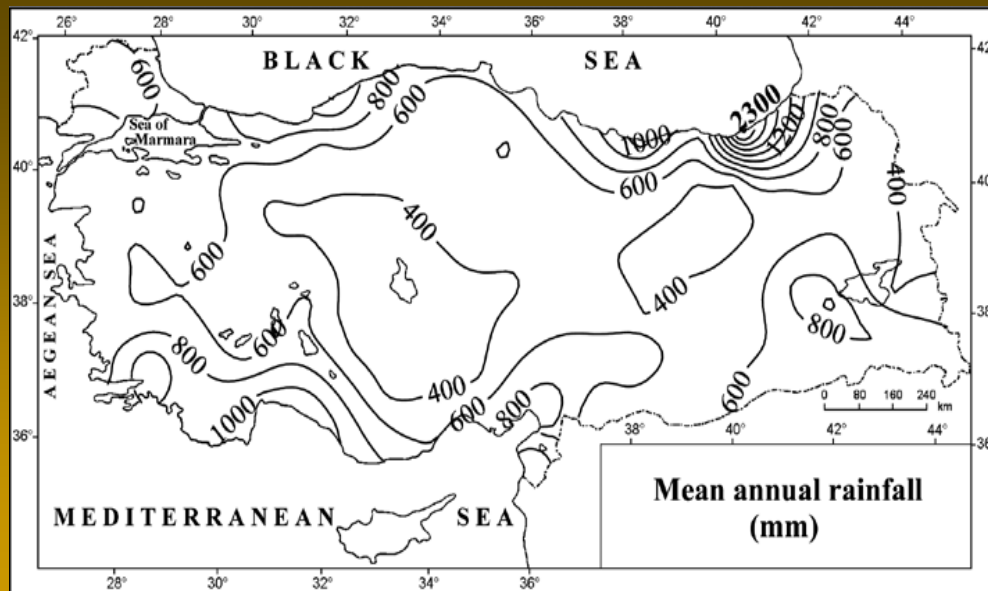 26° 28° 30° 32° 34° 36° 38° 40° 42° 44°
42° 42
BLACK SEA
600
800
600
2300
1200
1000
800
600
Sea of
Marmara
40° 40°
600
400
400
600
400
AEGEAN SEA
38° 38
800
800
600
600
400
600
800
1000
600
0 80 160 240
km
36° 36
38° 40° 42° 44°
MEDITERRANEAN SEA
Mean annual rainfall
(mm)
28° 30° 32° 34° 36°